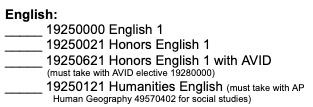 English:
_____ 19250000 English 1
_____ 19250021 Honors English 1
_____ 19250621 Honors English 1 with AVID
(must take with AVID elective 19280000)
_____ 19250121 Humanities English (must take with AP
Human Geography 49570402 for social studies)